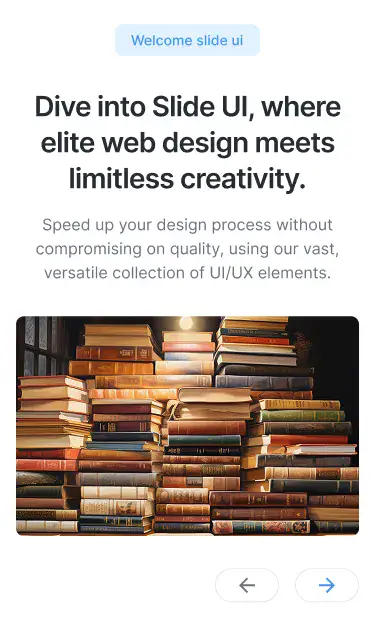 Welcome slide ui
Dive into Slide UI, where
elite web design meets
limitless creativity.
Speed up your design process without
compromising on quality, using our vast,
versatile collection of UI/UX elements.